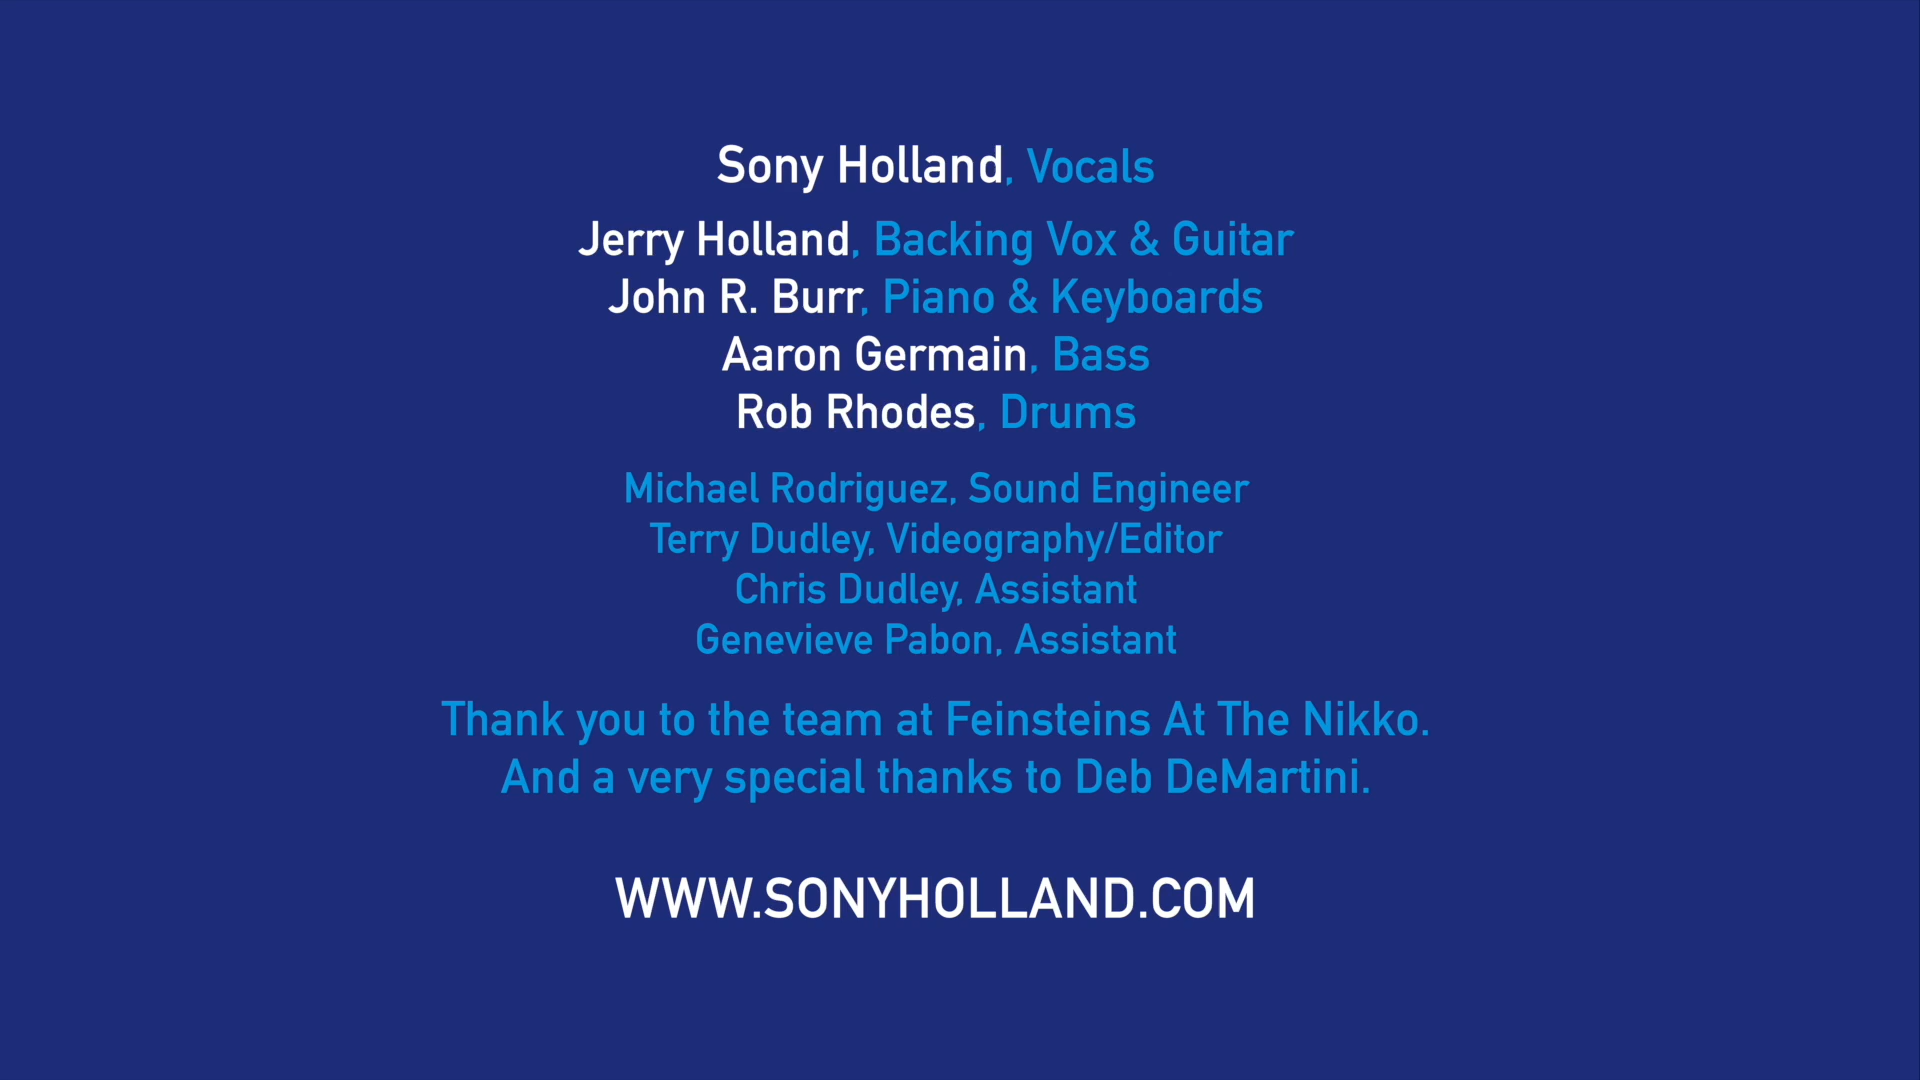 Sony Holland, Vocals
Jerry Holland, Backing Vox & Guitar
John R. Burr, Piano & Keyboards
Aaron Germain, Bass
Rob Rhodes, Drums
Michael Rodriguez, Sound Engineer
Terry Dudley, Videography/Editor
Chris Dudley, Assistant
Genevieve Pabon, Assistant
Thank you to the team at Feinsteins At The Nikko.
And a very special thanks to Deb DeMartini.
WWW.SONYHOLLAND.COM